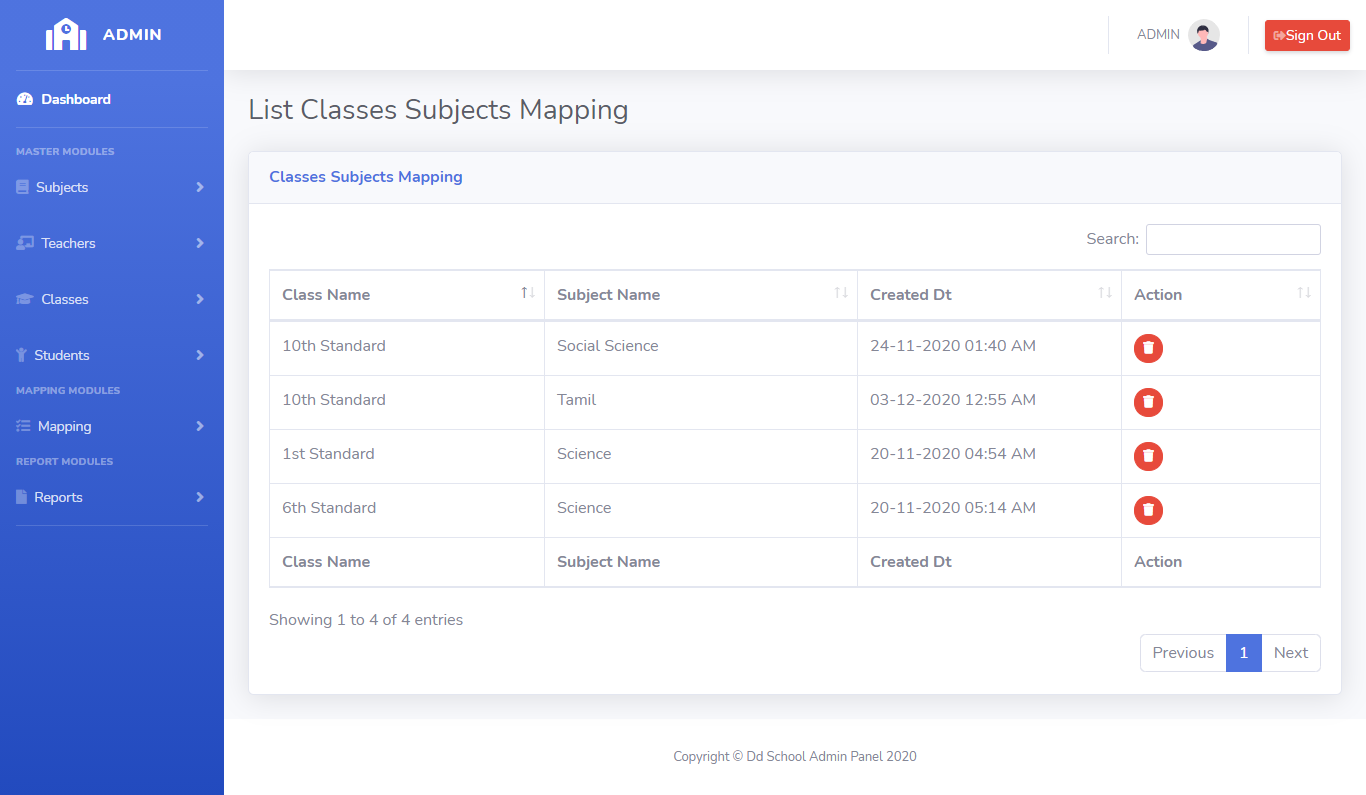 ADMIN
ADMIN
Sign Out
Dashboard
MASTER MODULES
Subjects
Teachers
Classes
Students
MAPPING MODULES
Mapping
REPORT MODULES
Reports
List Classes Subjects Mapping
Classes Subjects Mapping
Search:
Class Name Subject Name Created Dt Action
10th Standard Social Science 24-11-2020 01:40 AM
10th Standard Tamil 03-12-2020 12:55 AM
1st Standard Science 20-11-2020 04:54 AM
6th Standard Science 20-11-2020 05:14 AM
Class Name Subject Name Created Dt Action
Showing 1 to 4 of 4 entries
Previous 1 Next
Copyright © Dd School Admin Panel 2020